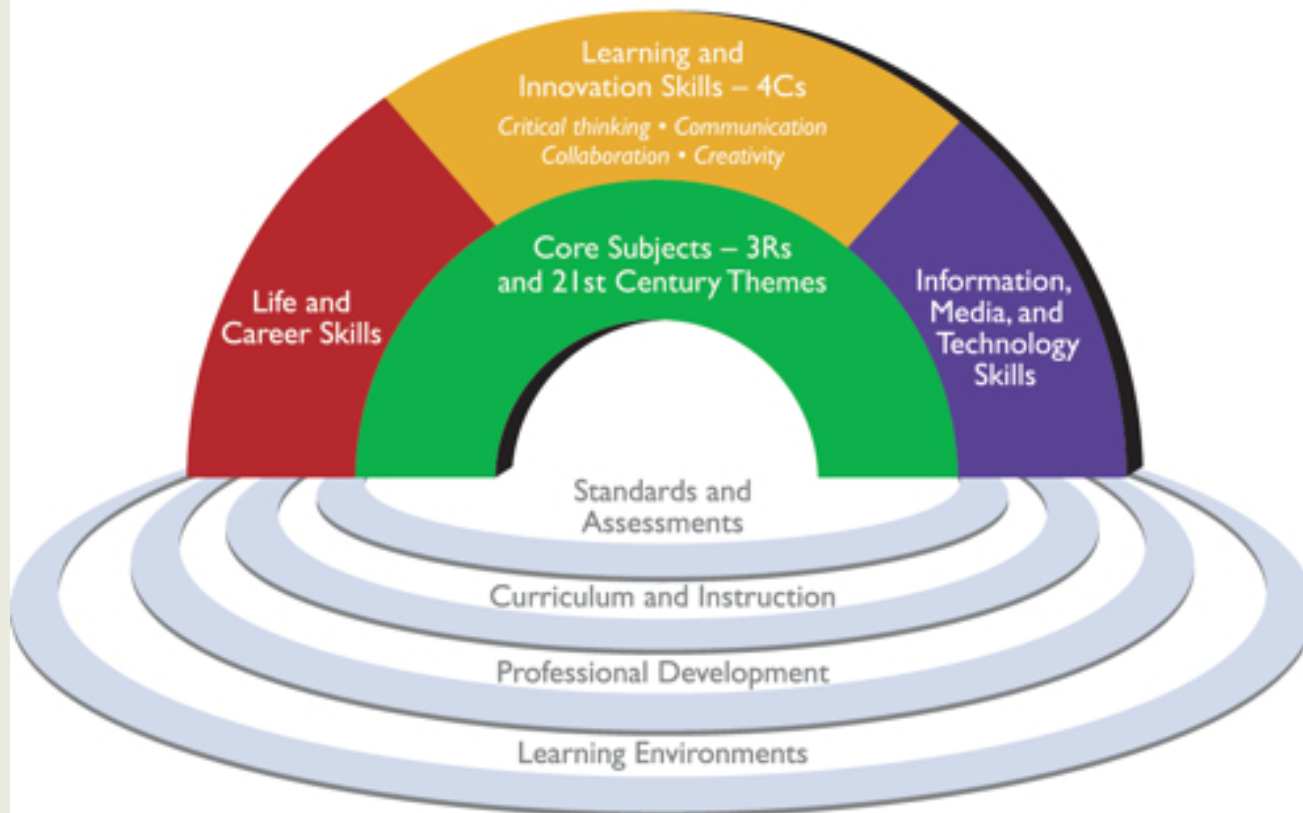 Learning and
Innovation Skills – 4Cs
Critical thinking • Communication
Collaboration • Creativity
Core Subjects – 3Rs
and 21st Century Themes
Life and
Career Skills
Information,
Media, and
Technology
Skills
Standards and
Assessments
Curriculum and Instruction
Professional Development
Learning Environments